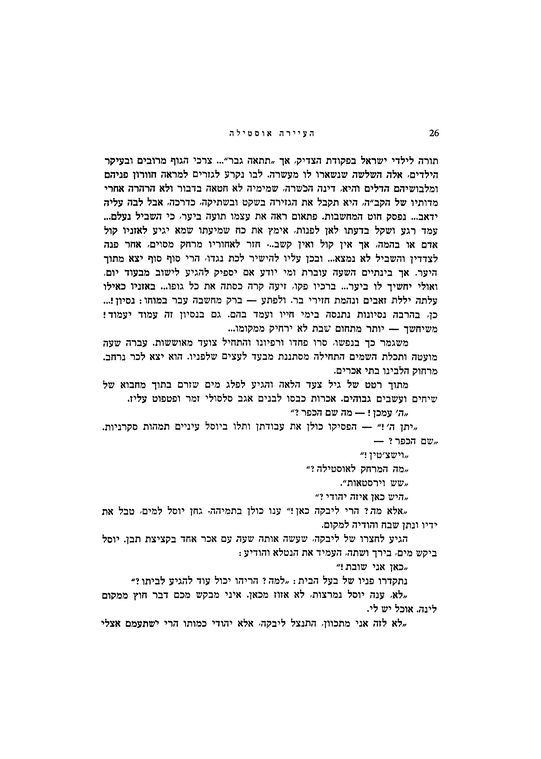 26 העיירה אוסטילה
תורה לילדי ישראל בפקודת הצדיק, אך „תתאה גבר״... צרכי הגוף מרובים ובעיקר
הילדים, אלה השלשה שנשארו לו מעשרה. לבו נקרע לגזרים למראה חוורון פניהם
ומלבושיהם הדלים והיא, דינה הכשרה, שמימיה לא חטאה בדבור ולא הרהרה אחרי
מדותיו של הקב״ה, היא תקבל את הגזירה בשקט ובשתיקה, כדרכה, אבל לבה עליה
ידאב... נפסק חוט המחשבות. פתאום ראה את עצמו תועה ביער, כי השביל נעלם...
עמד רגע ושקל בדעתו לאן לפנות, אימץ את כח שמיעתו שמא יגיע לאזניו קול
אדם או בהמה, אך אין קול ואין קשב... חזר לאחוריו מרחק מסוים, אחר פנה
לצדדין והשביל לא נמצא... ובכן עליו להישיר לכת נגדו, הרי סוף סוף יצא מתוך
היער. אך בינתיים השעה עוברת ומי יודע אם יספיק להגיע לישוב מבעוד יום,
ואולי יחשיך לו ביער... ברכיו פקו, זיעה קרה כסתה את כל גופו... באזניו כאילו
עלתה יללת זאבים ונהמת חזירי בר. ולפתע — ברק מחשבה עבר במוחו: נסיון!...
כן, בהרבה נסיונות נתנסה בימי חייו ועמד בהם. גם בנסיון זה עמוד יעמוד!
משיחשך — יותר מתחום שבת לא ירחיק ממקומו...
משגמר כך בנפשו, סרו פחדו ורפיונו והתחיל צועד מאוששות. עברה שעה
מועטה ותכלת השמים התחילה מסתננת מבעד לעצים שלפניו. הוא יצא לכר נרחב.
מרחוק הלבינו בתי אכרים.
מתוך רטט של גיל צעד הלאה והגיע לפלג מים שזרם בתוך מחבוא של
שיחים ועשבים גבוהים. אכרות כבסו לבנים אגב סלסולי זמר ופטפוט עליז.
„ה׳ עמכן! — מה שם הכפר?״
„יתן ה׳!״ — הפסיקו כולן את עבודתן ותלו ביוסל עיניים תמהות סקרניות.
„שם הכפר? —
„וישצ׳טין!״
„מה המרחק לאוסטילה?״
„שש וירסטאות״.
„היש כאן איזה יהודי?״
„אלא מה? הרי ליבקה כאן!״ ענו כולן בתמיהה. גחן יוסל למים, טבל את
ידיו ונתן שבח והודיה למקום.
הגיע לחצרו של ליבקה, שעשה אותה שעה עם אכר אחד בקציצת תבן. יוסל
ביקש מים, בירך ושתה, העמיד את הנטלא והודיע:
„כאן אני שובת!״
נתקדרו פניו של בעל הבית: „למה? הריהו יכול עוד להגיע לביתו?״
„לא, ענה יוסל נמרצות, לא אזוז מכאן. איני מבקש מכם דבר חוץ ממקום
לינה. אוכל יש לי.
„לא לזה אני מתכוון, התנצל ליבקה, אלא יהודי כמותו הרי ישתעמם אצלי